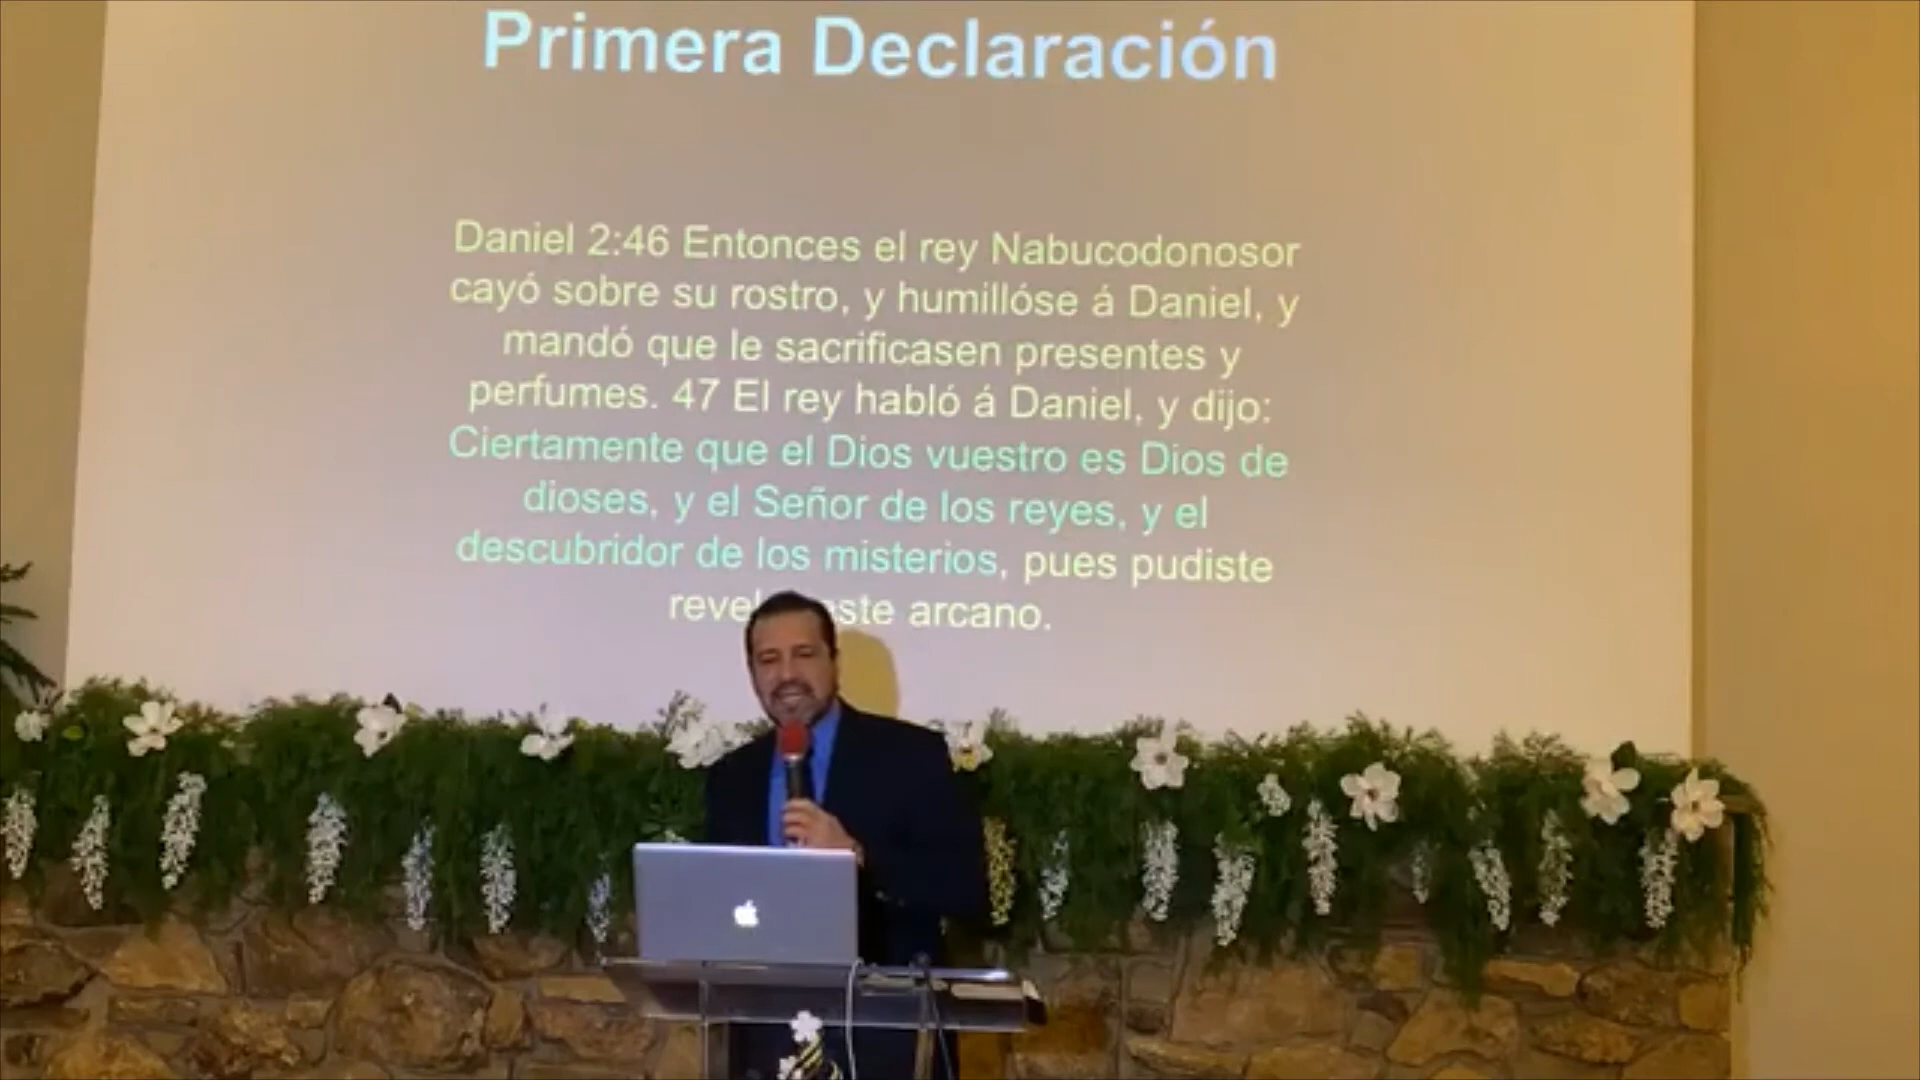 Primera Declaración
Daniel 2:46 Entonces el rey Nabucodonosor
cayó sobre su rostro, y humillóse á Daniel, y
mandó que le sacrificasen presentes y
perfumes. 47 El rey habló á Daniel, y dijo:
Ciertamente que el Dios vuestro es Dios de
dioses, y el Señor de los reyes, y el
descubridor de los misterios, pues pudiste
arcano.